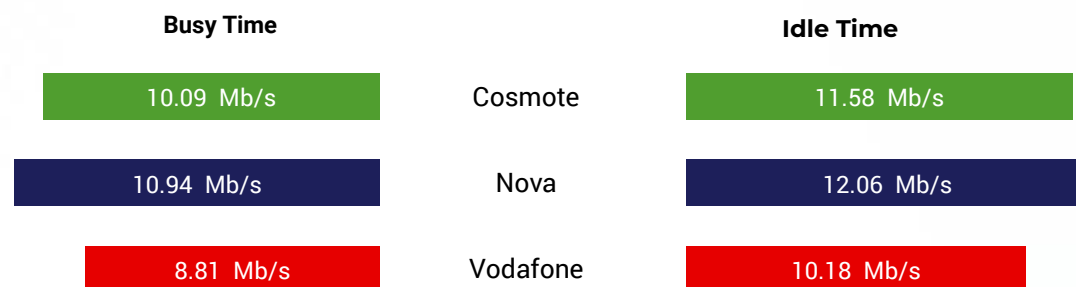 Busy Time Idle Time
10.09 Mb/s Cosmote 11.58 Mb/s
10.94 Mb/s Nova 12.06 Mb/s
8.81 Mb/s Vodafone 10.18 Mb/s